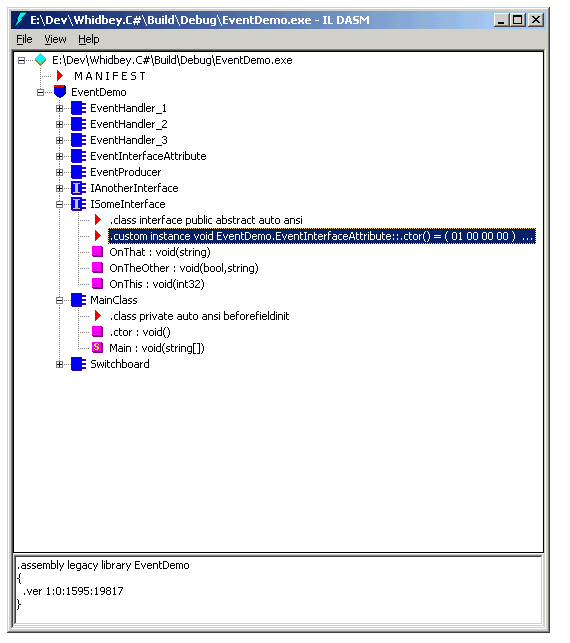 E:\Dev\Whidbey.C#\Build\Debug\EventDemo.exe - IL DASM
File View Help
E:\Dev\Whidbey.C#\Build\Debug\EventDemo.exe
M A N I F E S T
EventDemo
EventHandler_1
EventHandler_2
EventHandler_3
EventInterfaceAttribute
EventProducer
IAnotherInterface
ISomeInterface
.class interface public abstract auto ansi
.custom instance void EventDemo.EventInterfaceAttribute::.ctor() = ( 01 00 00 00 ) ...
OnThat : void(string)
OnTheOther : void(bool,string)
OnThis : void(int32)
MainClass
.class private auto ansi beforefieldinit
.ctor : void()
Main : void(string[])
Switchboard
.assembly legacy library EventDemo
{
.ver 1:0:1595:19817
}